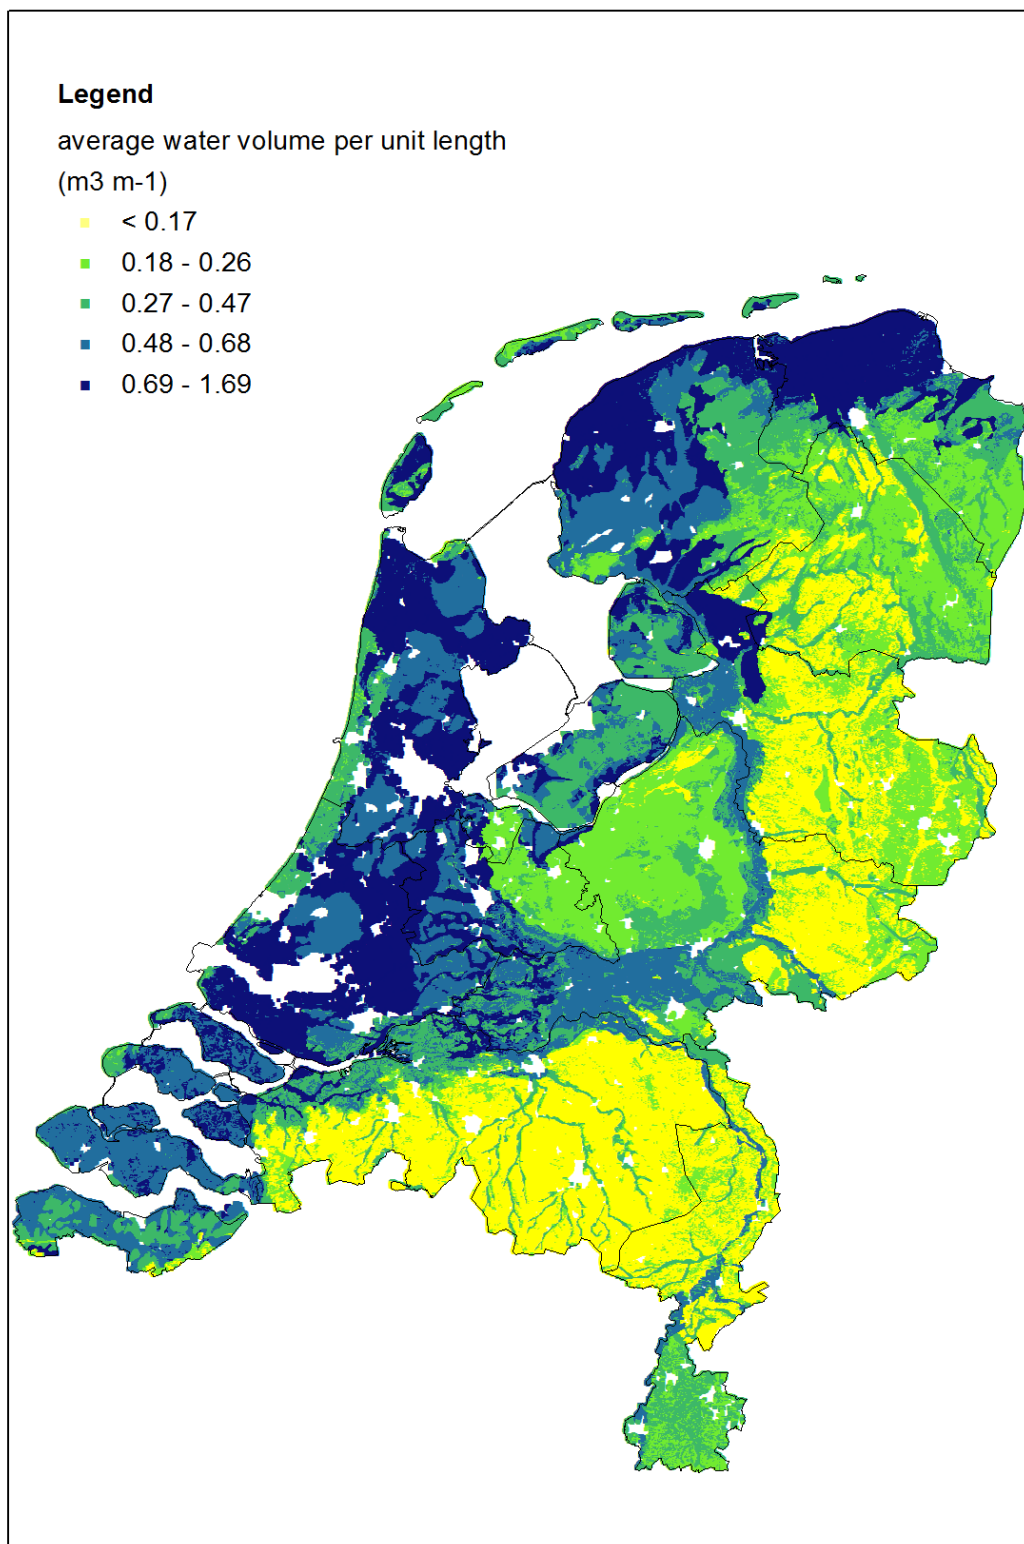 Legend
average water volume per unit length
(m3 m-1)
< 0.17
0.18 - 0.26
0.27 - 0.47
0.48 - 0.68
0.69 - 1.69